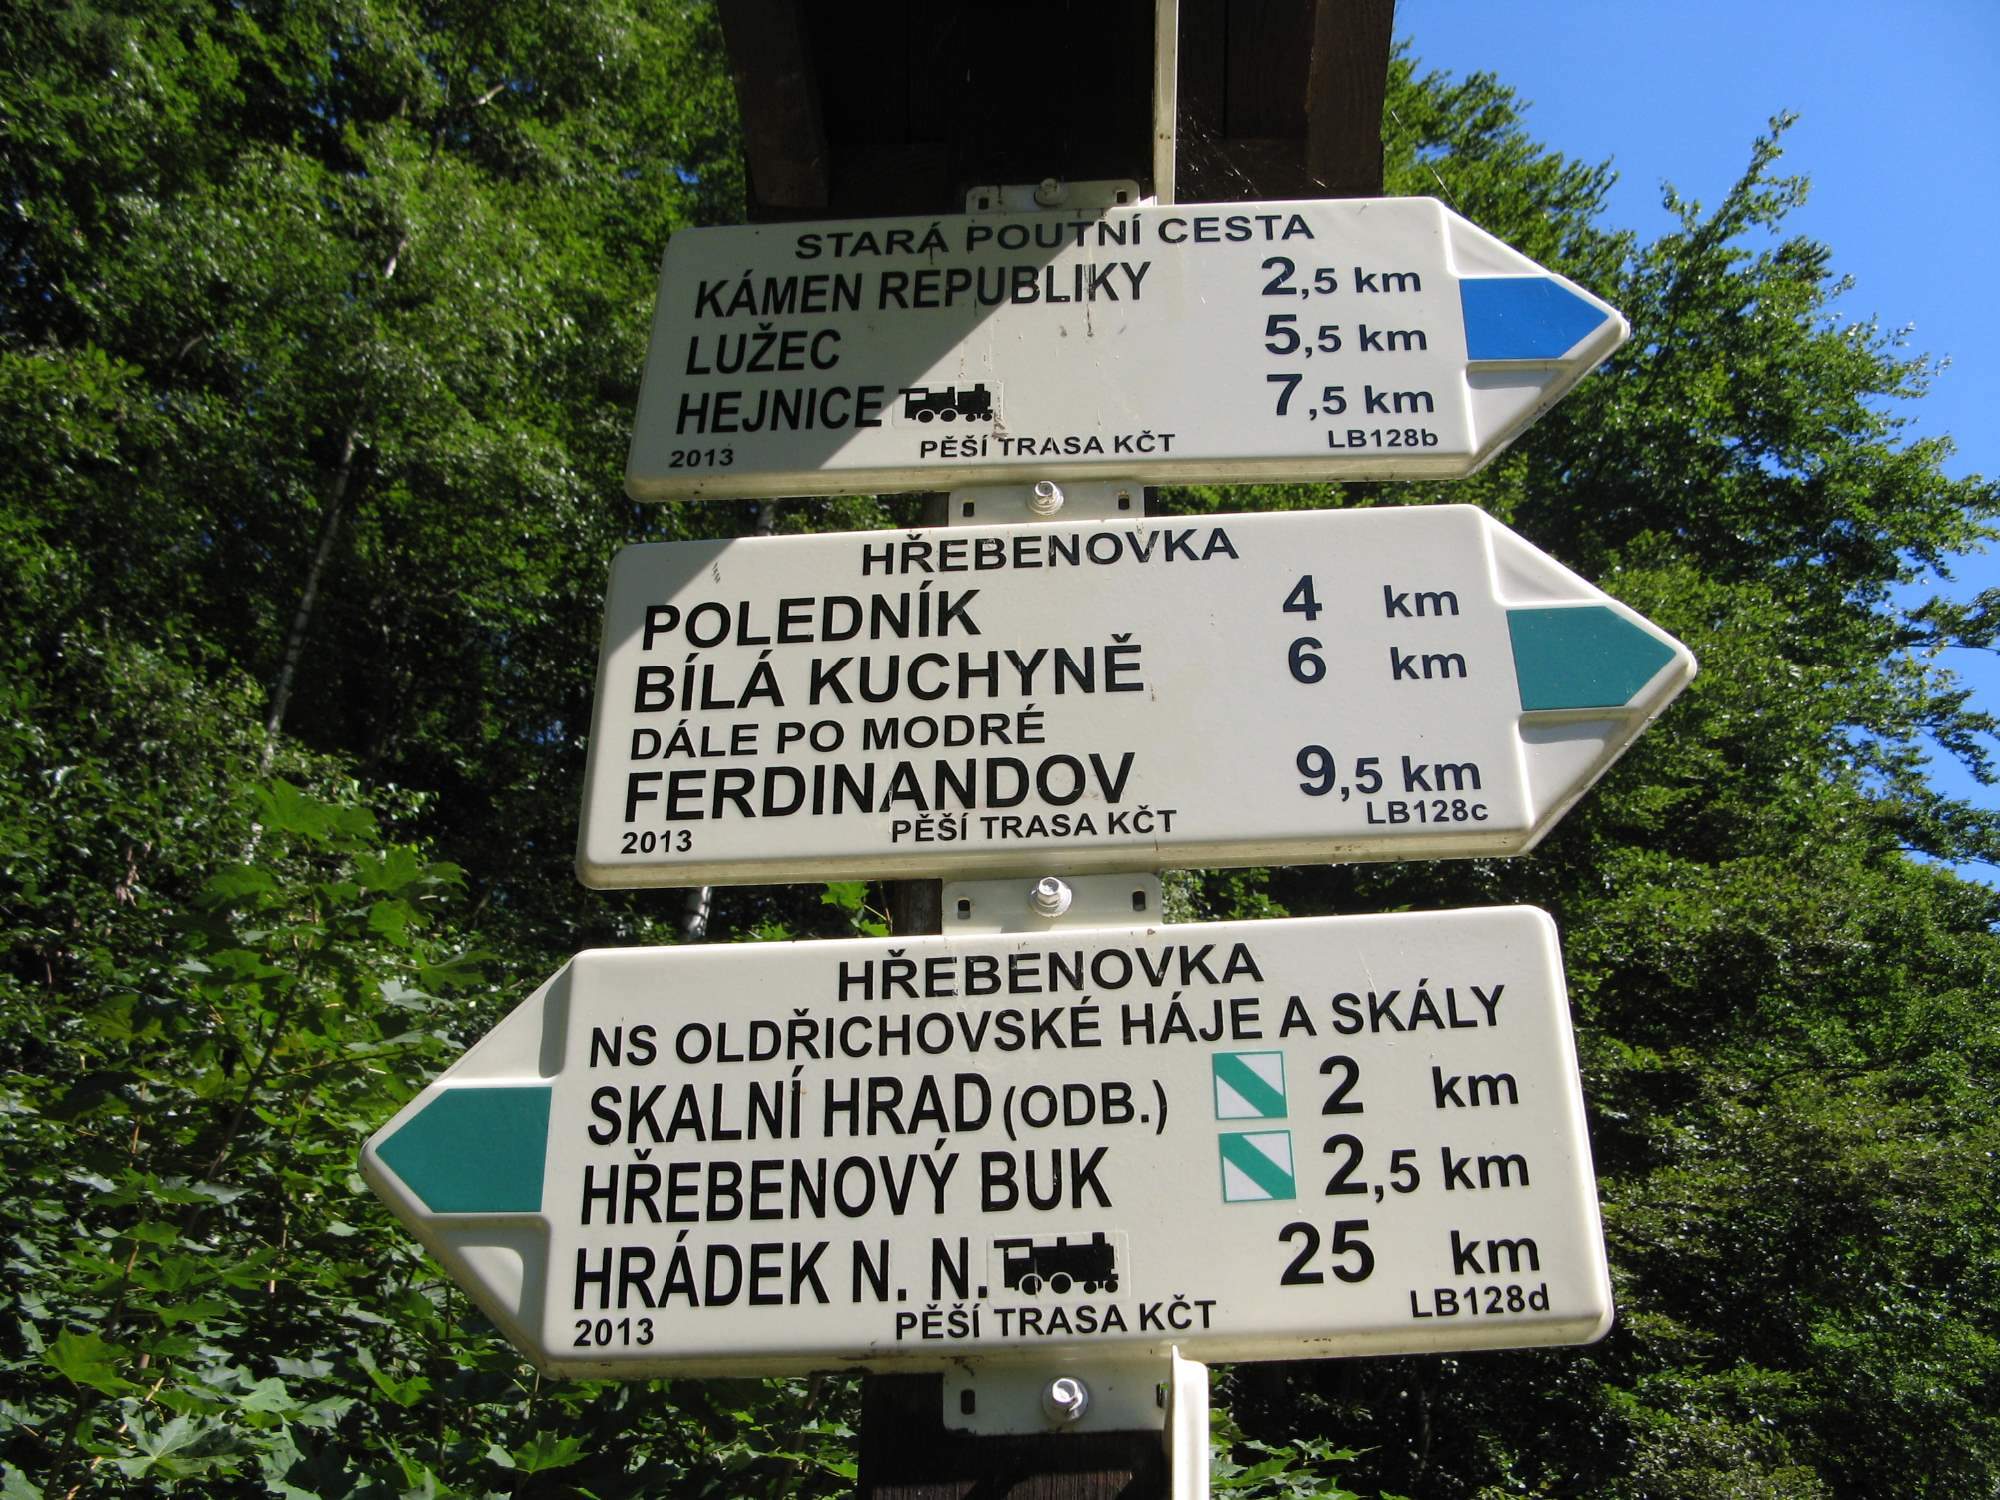 STARÁ POUTNÍ CESTA
KÁMEN REPUBLIKY 2,5 km
LUŽEC 5,5 km
HEJNICE 7,5 km
2013 PĚŠÍ TRASA KČT LB128b
HŘEBENOVKA
POLEDNÍK 4 km
BÍLÁ KUCHYNĚ 6 km
DÁLE PO MODRÉ
FERDINANDOV 9,5 km
2013 PĚŠÍ TRASA KČT LB128c
HŘEBENOVKA
NS OLDŘICHOVSKÉ HÁJE A SKÁLY
SKALNÍ HRAD (ODB.) 2 km
HŘEBENOVÝ BUK 2,5 km
HRÁDEK N. N. 25 km
2013 PĚŠÍ TRASA KČT LB128d